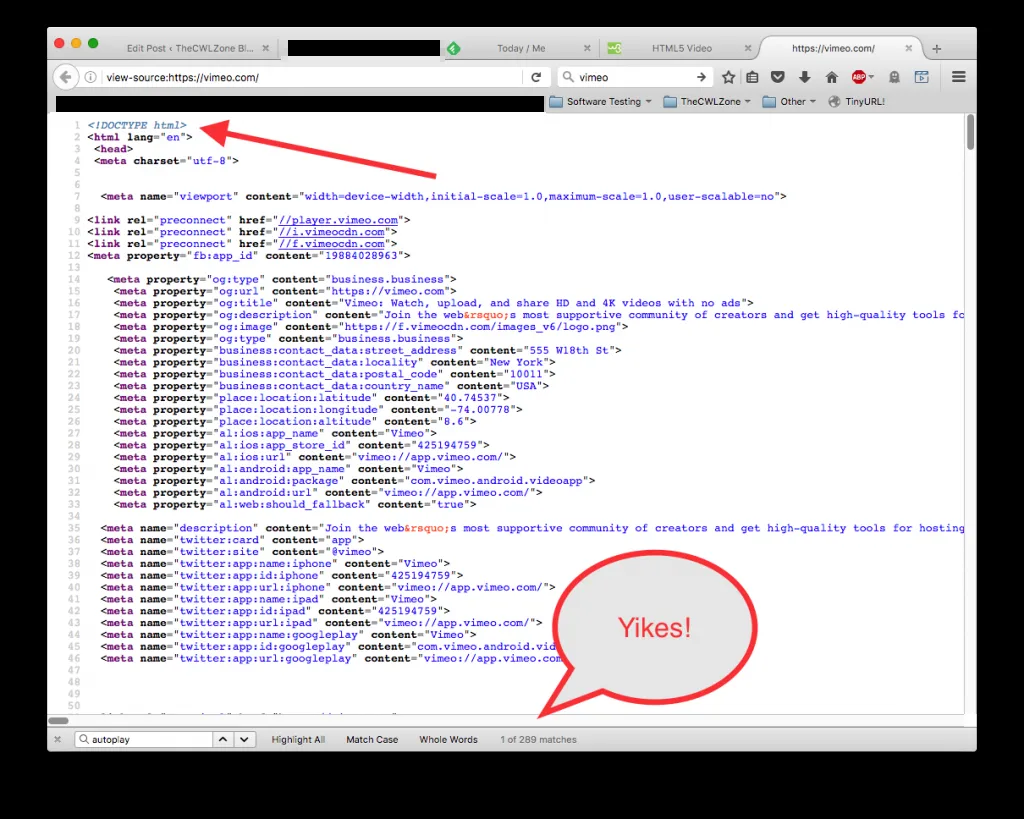 Edit Post ‹ TheCWLZone Bl... ×
Today / Me ×
HTML5 Video ×
https://vimeo.com/ ×
view-source:https://vimeo.com/
vimeo
ABP
Software Testing
TheCWLZone
Other
TinyURL!
1 <!DOCTYPE html>
2 <html lang="en">
3 <head>
4 <meta charset="utf-8">
5
6
7 <meta name="viewport" content="width=device-width,initial-scale=1.0,maximum-scale=1.0,user-scalable=no">
8
9 <link rel="preconnect" href="//player.vimeo.com">
10 <link rel="preconnect" href="//i.vimeocdn.com">
11 <link rel="preconnect" href="//f.vimeocdn.com">
12 <meta property="fb:app_id" content="19884028963">
13
14 <meta property="og:type" content="business.business">
15 <meta property="og:url" content="https://vimeo.com">
16 <meta property="og:title" content="Vimeo: Watch, upload, and share HD and 4K videos with no ads">
17 <meta property="og:description" content="Join the web&rsquo;s most supportive community of creators and get high-quality tools fo
18 <meta property="og:image" content="https://f.vimeocdn.com/images_v6/logo.png">
19 <meta property="og:type" content="business.business">
20 <meta property="business:contact_data:street_address" content="555 W18th St">
21 <meta property="business:contact_data:locality" content="New York">
22 <meta property="business:contact_data:postal_code" content="10011">
23 <meta property="business:contact_data:country_name" content="USA">
24 <meta property="place:location:latitude" content="40.74537">
25 <meta property="place:location:longitude" content="-74.00778">
26 <meta property="place:location:altitude" content="8.6">
27 <meta property="al:ios:app_name" content="Vimeo">
28 <meta property="al:ios:app_store_id" content="425194759">
29 <meta property="al:ios:url" content="vimeo://app.vimeo.com/">
30 <meta property="al:android:app_name" content="Vimeo">
31 <meta property="al:android:package" content="com.vimeo.android.videoapp">
32 <meta property="al:android:url" content="vimeo://app.vimeo.com/">
33 <meta property="al:web:should_fallback" content="true">
34
35 <meta name="description" content="Join the web&rsquo;s most supportive community of creators and get high-quality tools for hosting
36 <meta name="twitter:card" content="app">
37 <meta name="twitter:site" content="@vimeo">
38 <meta name="twitter:app:name:iphone" content="Vimeo">
39 <meta name="twitter:app:id:iphone" content="425194759">
40 <meta name="twitter:app:url:iphone" content="vimeo://app.vimeo.com/">
41 <meta name="twitter:app:name:ipad" content="Vimeo">
42 <meta name="twitter:app:id:ipad" content="425194759">
43 <meta name="twitter:app:url:ipad" content="vimeo://app.vimeo.com/">
44 <meta name="twitter:app:name:googleplay" content="Vimeo">
45 <meta name="twitter:app:id:googleplay" content="com.vimeo.android.vid
46 <meta name="twitter:app:url:googleplay" content="vimeo://app.vimeo.com
47
48
49
50
Yikes!
autoplay
Highlight All
Match Case
Whole Words
1 of 289 matches